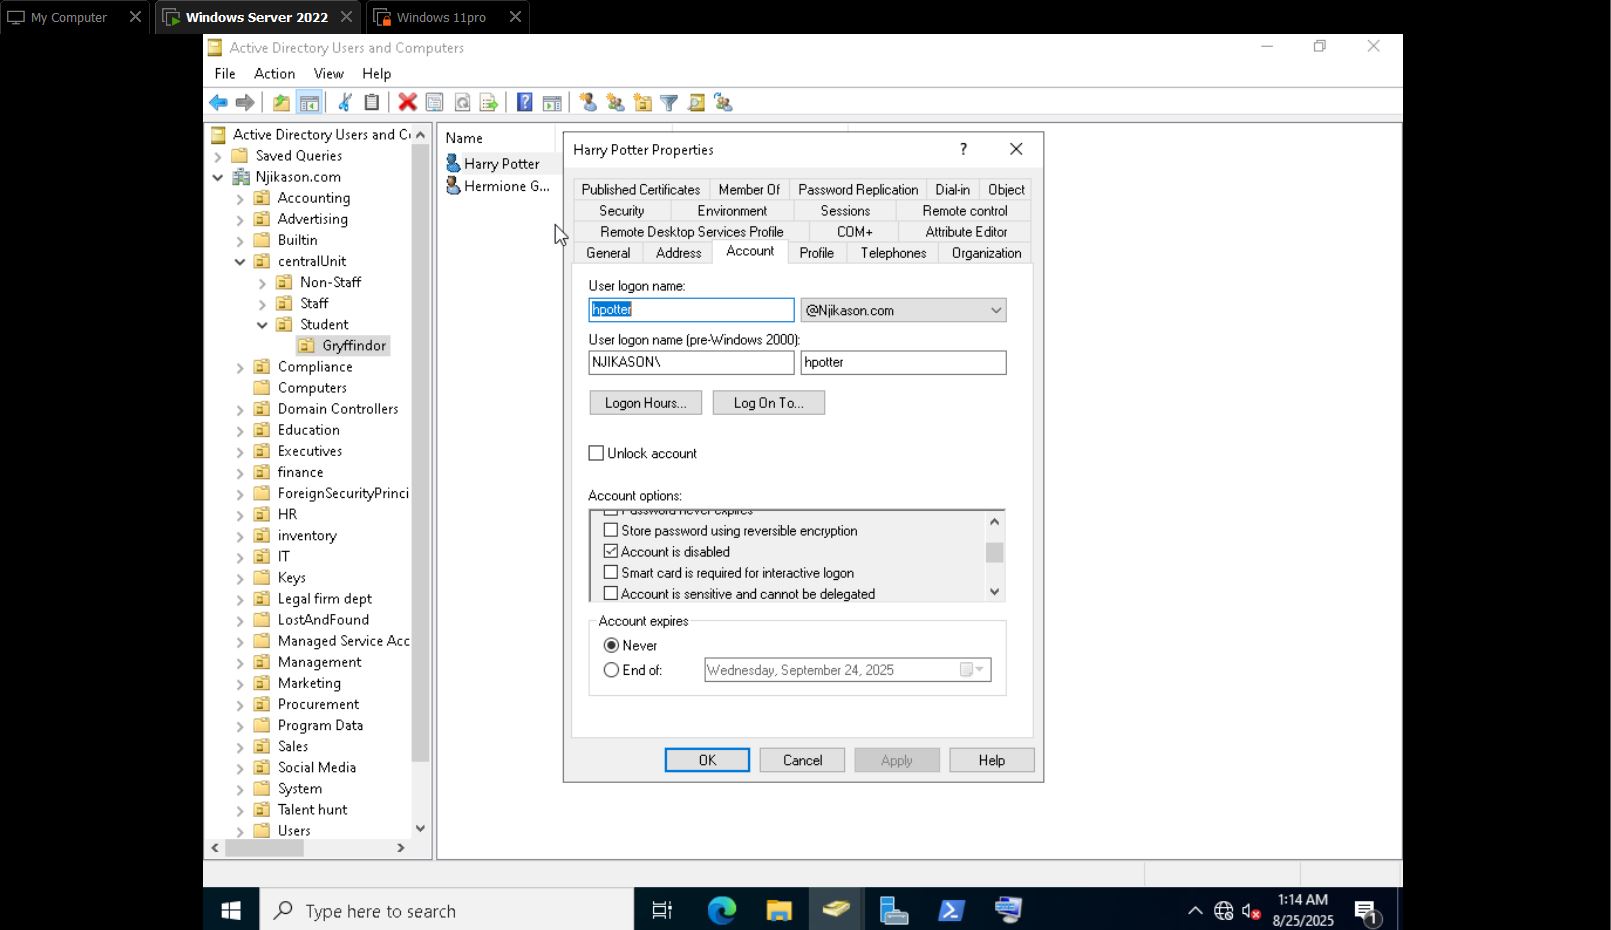 My Computer
Windows Server 2022
Windows 11pro
Active Directory Users and Computers
File Action View Help
Active Directory Users and C
Saved Queries
Njikason.com
Accounting
Advertising
Builtin
centralUnit
Non-Staff
Staff
Student
Gryffindor
Compliance
Computers
Domain Controllers
Education
Executives
finance
ForeignSecurityPrinci
HR
inventory
IT
Keys
Legal firm dept
LostAndFound
Managed Service Acc
Management
Marketing
Procurement
Program Data
Sales
Social Media
System
Talent hunt
Users
Name
Harry Potter
Hermione G...
Harry Potter Properties
?
Published Certificates Member Of Password Replication Dial-in Object
Security Environment Sessions Remote control
Remote Desktop Services Profile COM+ Attribute Editor
General Address Account Profile Telephones Organization
User logon name:
hpotter @Njikason.com
User logon name (pre-Windows 2000):
NJIKASON\ hpotter
Logon Hours... Log On To...
Unlock account
Account options:
Password never expires
Store password using reversible encryption
Account is disabled
Smart card is required for interactive logon
Account is sensitive and cannot be delegated
Account expires
Never
End of: Wednesday, September 24, 2025
OK Cancel Apply Help
Type here to search
1:14 AM
8/25/2025
1